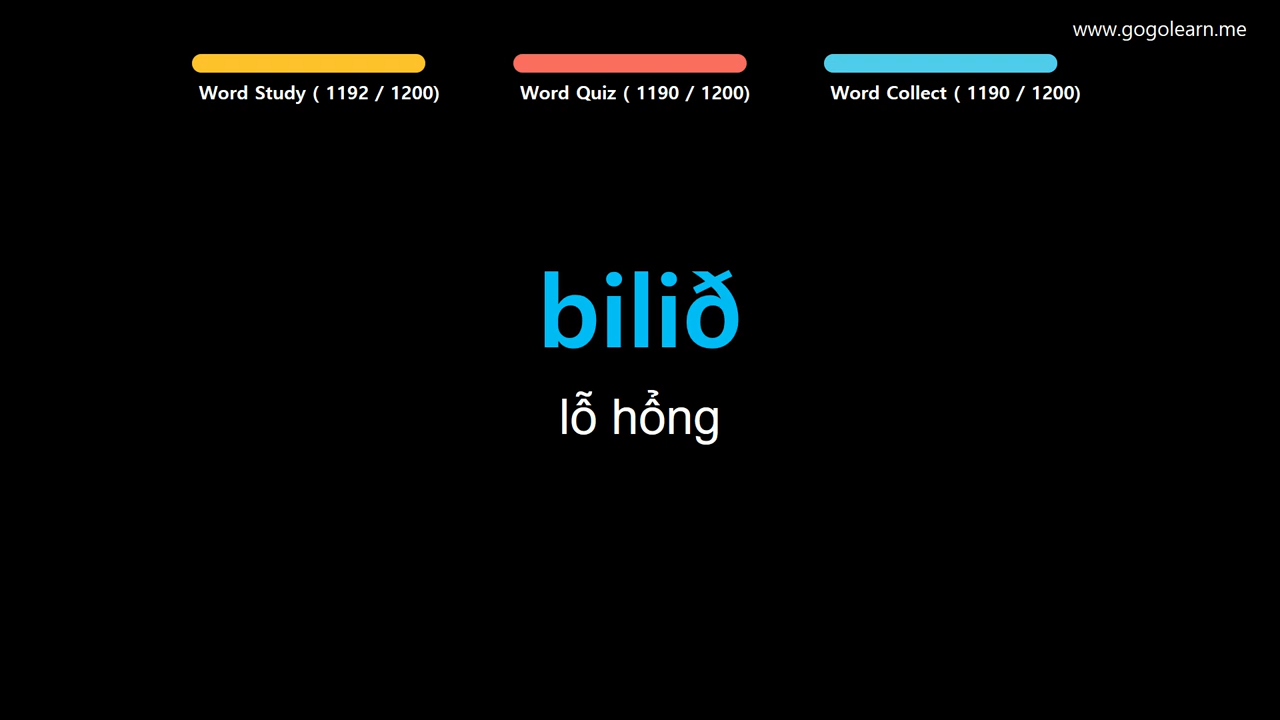 www.gogolearn.me
Word Study ( 1192 / 1200)
Word Quiz ( 1190 / 1200)
Word Collect ( 1190 / 1200)
bilið
lỗ hổng